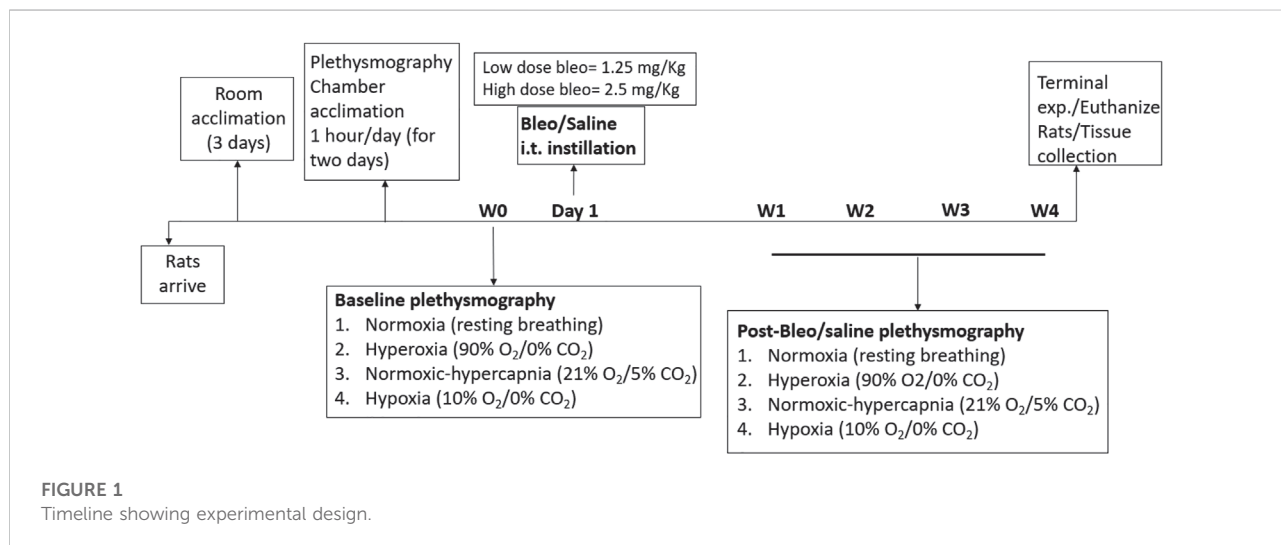 Room
acclimation
(3 days)
Plethysmography
Chamber
acclimation
1 hour/day (for
two days)
Low dose bleo= 1.25 mg/Kg
High dose bleo= 2.5 mg/Kg
Bleo/Saline
i.t. instillation
Terminal
exp./Euthanize
Rats/Tissue
collection
W0
Day 1
W1
W2
W3
W4
Rats
arrive
Baseline plethysmography
1. Normoxia (resting breathing)
2. Hyperoxia (90% O₂/0% CO₂)
3. Normoxic-hypercapnia (21% O₂/5% CO₂)
4. Hypoxia (10% O₂/0% CO₂)
Post-Bleo/saline plethysmography
1. Normoxia (resting breathing)
2. Hyperoxia (90% O2/0% CO₂)
3. Normoxic-hypercapnia (21% O₂/5% CO₂)
4. Hypoxia (10% O₂/0% CO₂)
FIGURE 1
Timeline showing experimental design.